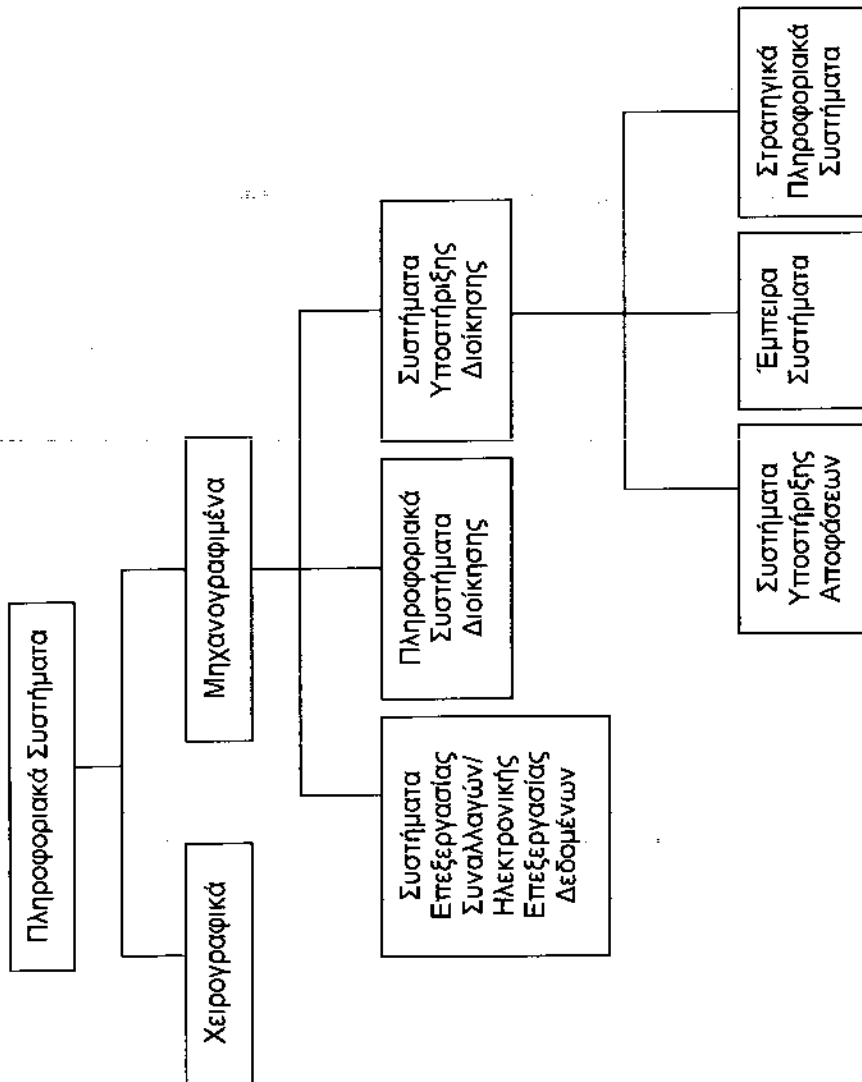 Πληροφοριακά Συστήματα
Χειρογραφικά
Μηχανογραφιμένα
Συστήματα
Επεξεργασίας
Συναλλαγών/
Ηλεκτρονικής
Επεξεργασίας
Δεδομένων
Πληροφοριακά
Συστήματα
Διοίκησης
Συστήματα
Υποστήριξης
Διοίκησης
Συστήματα
Υποστήριξης
Αποφάσεων
Έμπειρα
Συστήματα
Στρατηγικά
Πληροφοριακά
Συστήματα